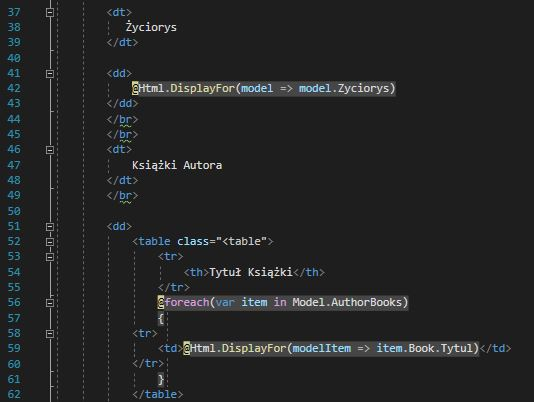 37 <dt>
38 Życiorys
39 </dt>
40
41 <dd>
42 @Html.DisplayFor(model => model.Zyciorys)
43 </dd>
44 </br>
45 </br>
46 <dt>
47 Książki Autora
48 </dt>
49 </br>
50
51 <dd>
52 <table class="<table">
53 <tr>
54 <th>Tytuł Książki</th>
55 </tr>
56 @foreach(var item in Model.AuthorBooks)
57 {
58 <tr>
59 <td>@Html.DisplayFor(modelItem => item.Book.Tytul)</td>
60 </tr>
61 }
62 </table>